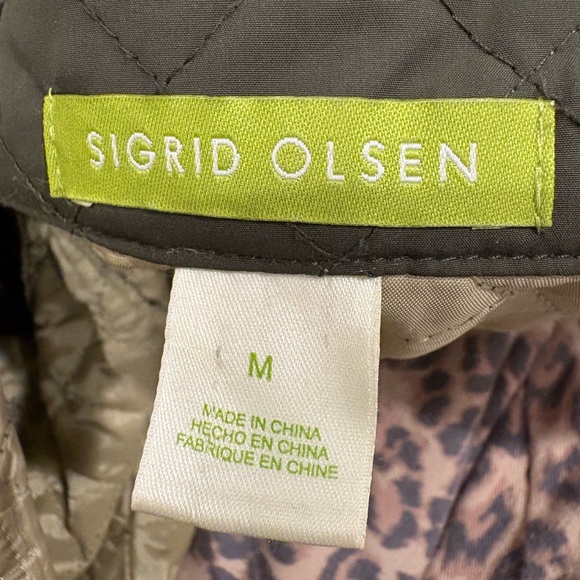 SIGRID OLSEN
M
MADE IN CHINA
HECHO EN CHINA
FABRIQUE EN CHINE